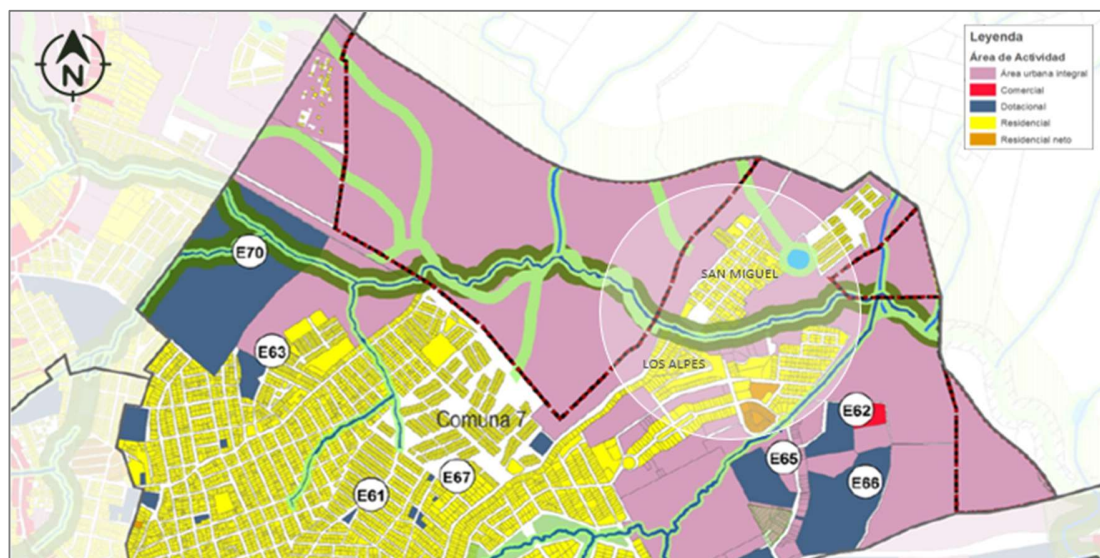 N
Leyenda
Área de Actividad
Área urbana integral
Comercial
Dotacional
Residencial
Residencial neto
E70
SAN MIGUEL
E63
LOS ALPES
Comuna 7
E62
E65
E67
E66
E61